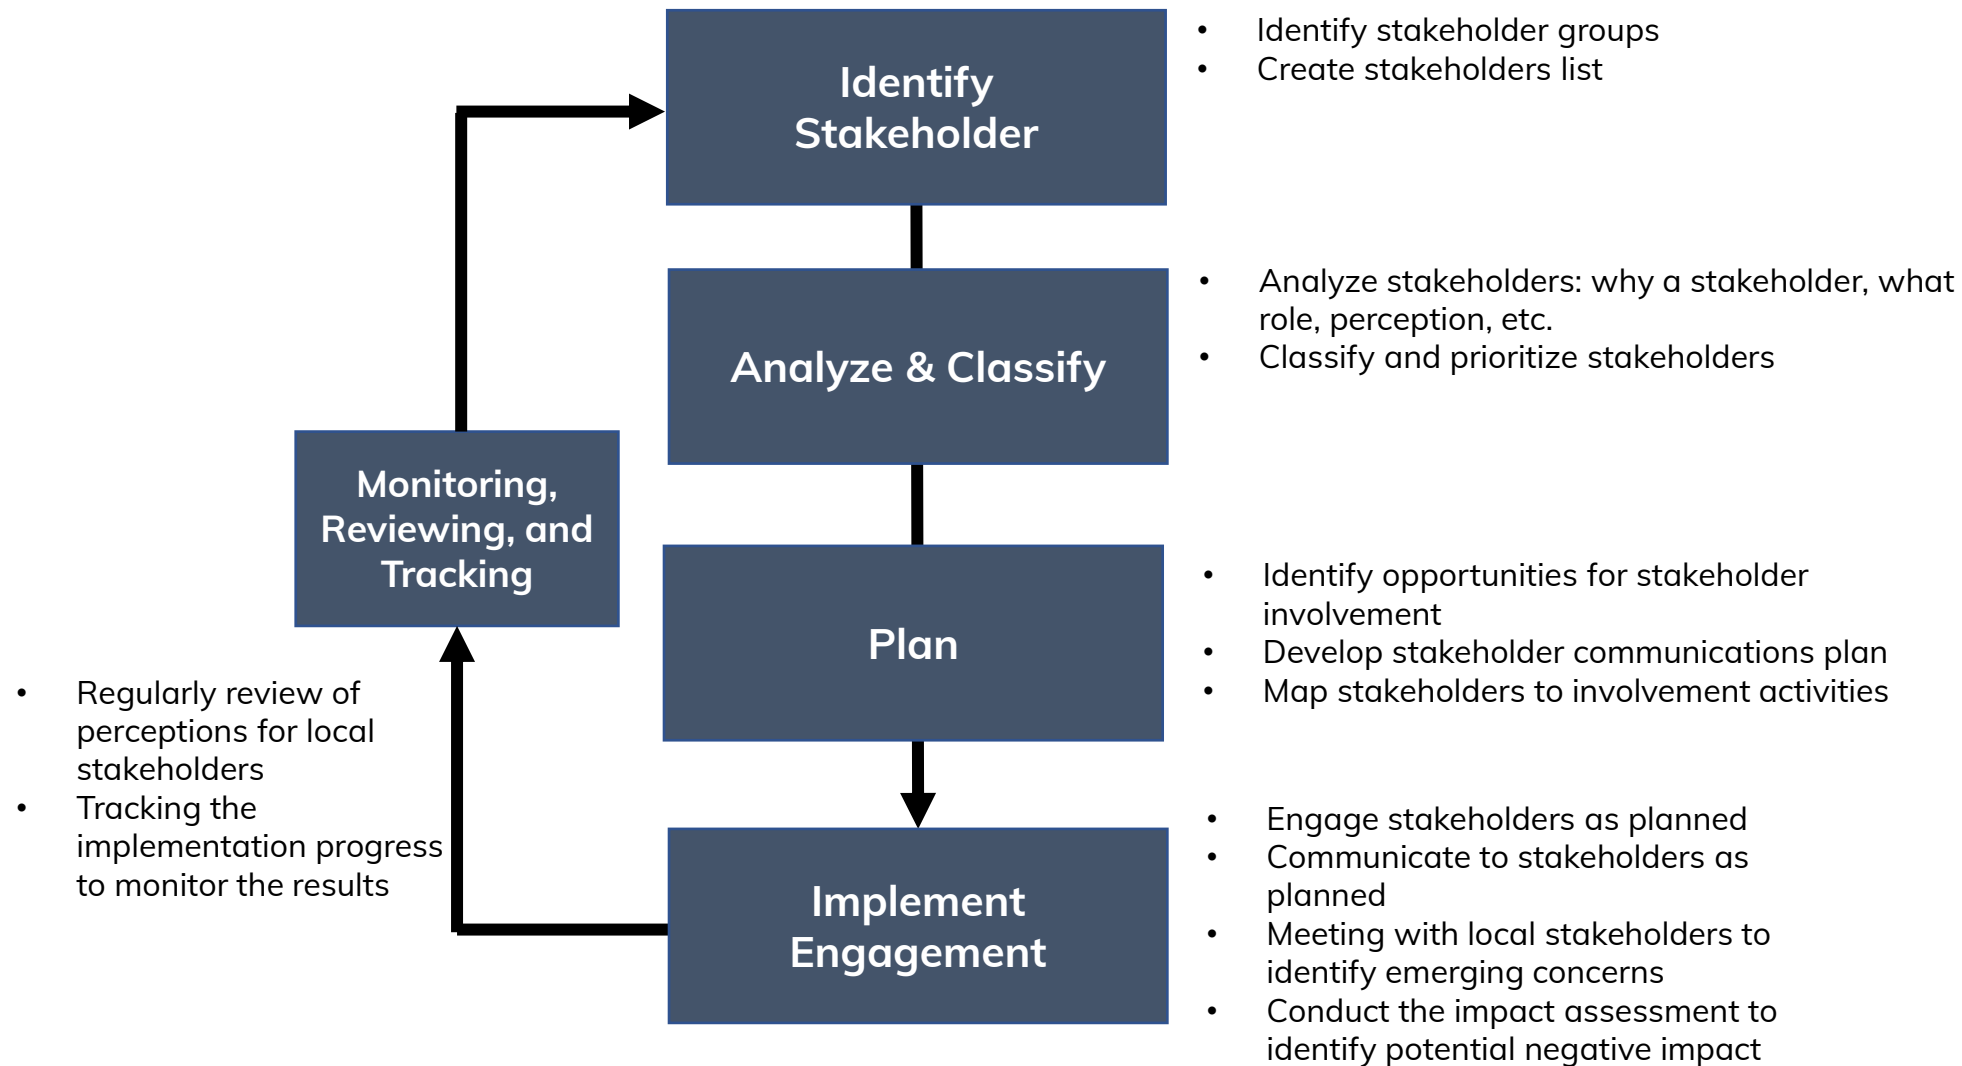 Identify
Stakeholder
• Identify stakeholder groups
• Create stakeholders list
Analyze & Classify
• Analyze stakeholders: why a stakeholder, what
role, perception, etc.
• Classify and prioritize stakeholders
Monitoring,
Reviewing, and
Tracking
• Regularly review of
perceptions for local
stakeholders
• Tracking the
implementation progress
to monitor the results
Plan
• Identify opportunities for stakeholder
involvement
• Develop stakeholder communications plan
• Map stakeholders to involvement activities
Implement
Engagement
• Engage stakeholders as planned
• Communicate to stakeholders as
planned
• Meeting with local stakeholders to
identify emerging concerns
• Conduct the impact assessment to
identify potential negative impact